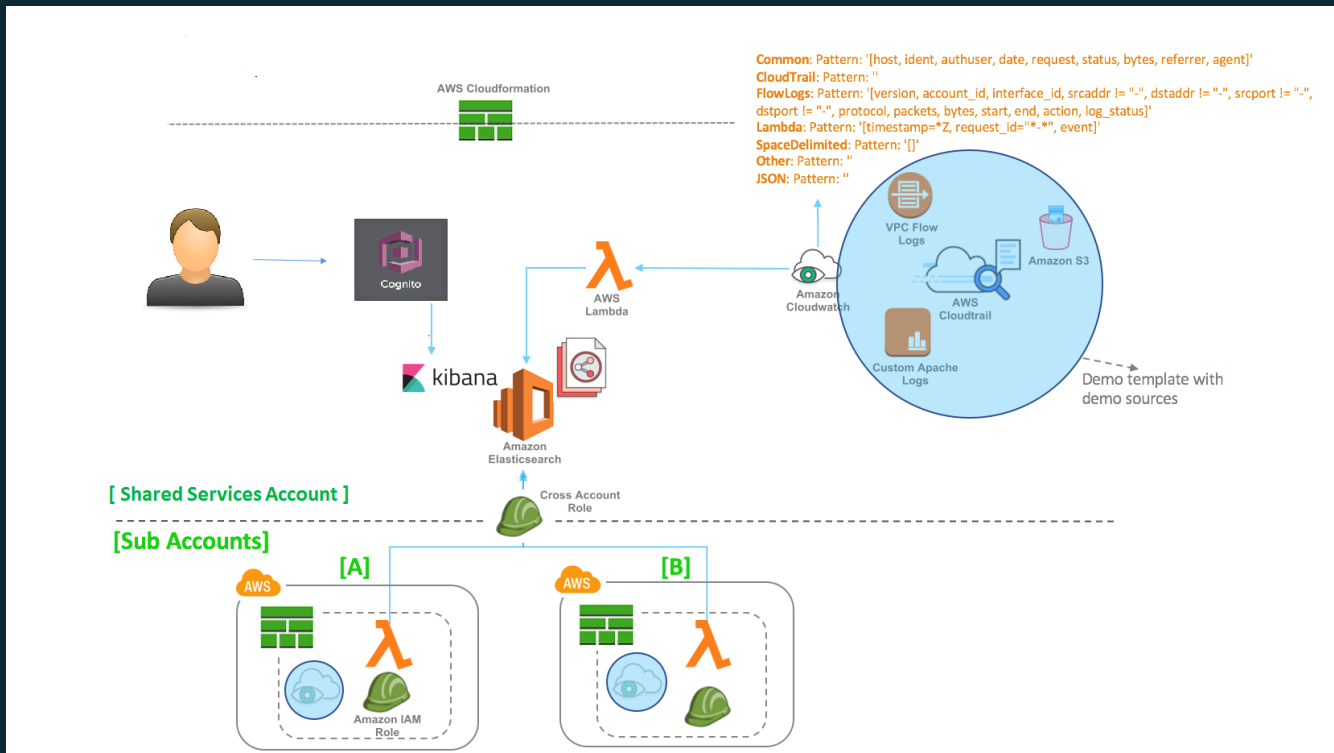 Common: Pattern: '[host, ident, authuser, date, request, status, bytes, referrer, agent]'
CloudTrail: Pattern: ''
FlowLogs: Pattern: '[version, account_id, interface_id, srcaddr != "-", dstaddr != "-", srcport != "-",
dstport != "-", protocol, packets, bytes, start, end, action, log_status]'
Lambda: Pattern: '[timestamp=*Z, request_id="*-*", event]'
SpaceDelimited: Pattern: '[]'
Other: Pattern: ''
JSON: Pattern: ''
AWS Cloudformation
VPC Flow
Logs
Amazon S3
AWS
Cloudtrail
Custom Apache
Logs
Amazon
Cloudwatch
Demo template with
demo sources
Cognito
AWS
Lambda
kibana
Amazon
Elasticsearch
[ Shared Services Account ]
Cross Account
Role
[Sub Accounts]
[A]
[B]
AWS
AWS
Amazon IAM
Role